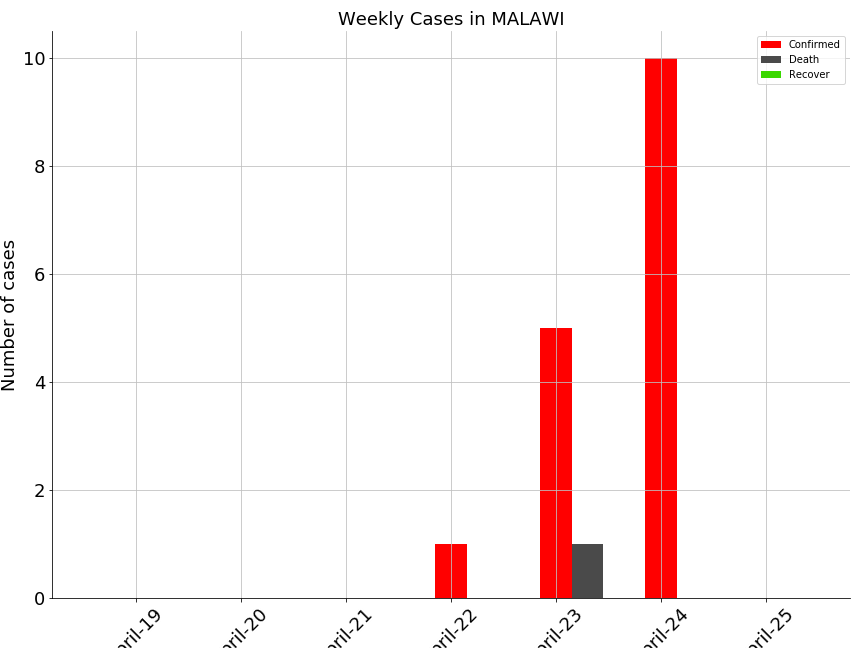 Weekly Cases in MALAWI
Confirmed
Death
Recover
Number of cases
10
8
6
4
2
0
pril-19
pril-20
pril-21
pril-22
pril-23
pril-24
pril-25